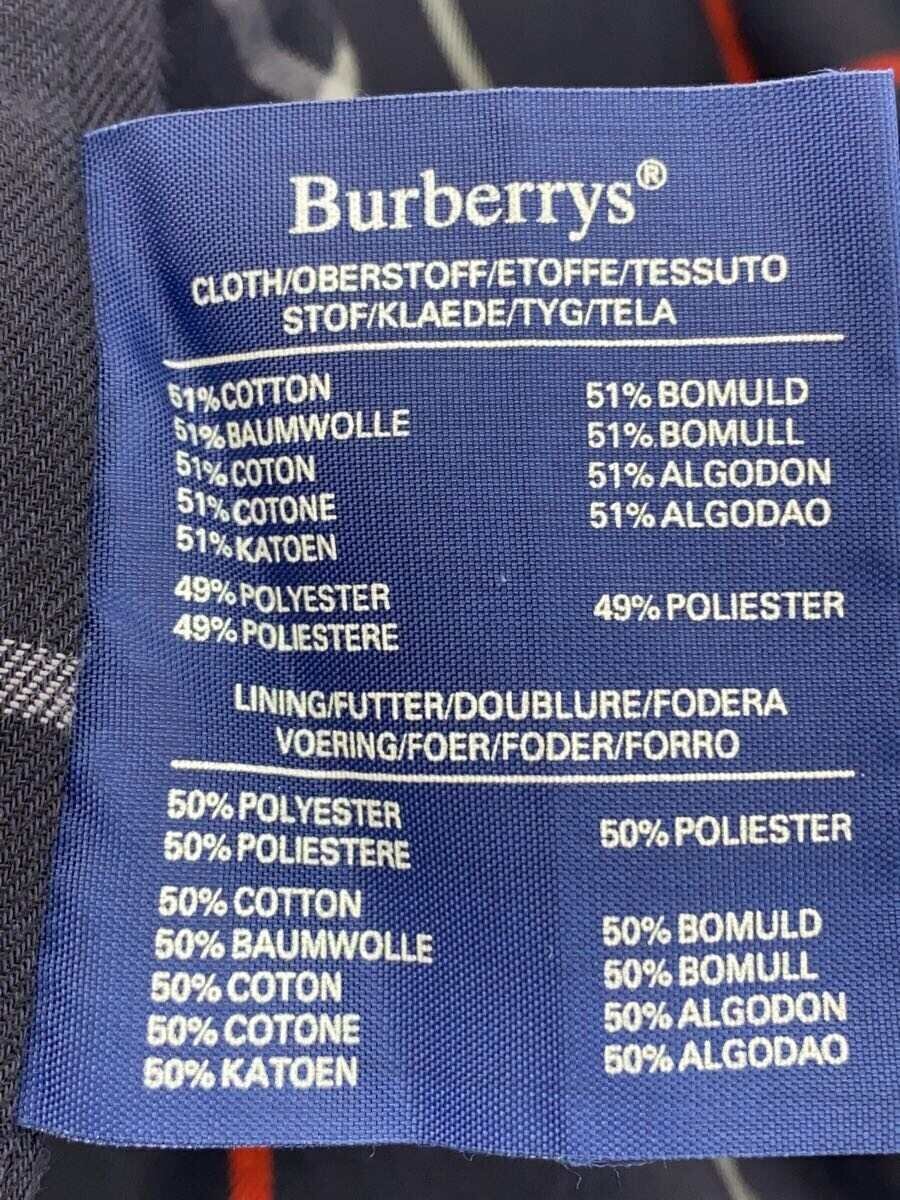 Burberrys®
CLOTH/OBERSTOFF/ETOFFE/TESSUTO
STOF/KLAEDE/TYG/TELA
51% COTTON
51% BAUMWOLLE
51% COTON
51% COTONE
51% KATOEN
51% BOMULD
51% BOMULL
51% ALGODON
51% ALGODAO
49% POLYESTER
49% POLIESTERE
49% POLIESTER
LINING/FUTTER/DOUBLURE/FODERA
VOERING/FOER/FODER/FORRO
50% POLYESTER
50% POLIESTERE
50% POLIESTER
50% COTTON
50% BAUMWOLLE
50% COTON
50% COTONE
50% KATOEN
50% BOMULD
50% BOMULL
50% ALGODON
50% ALGODAO